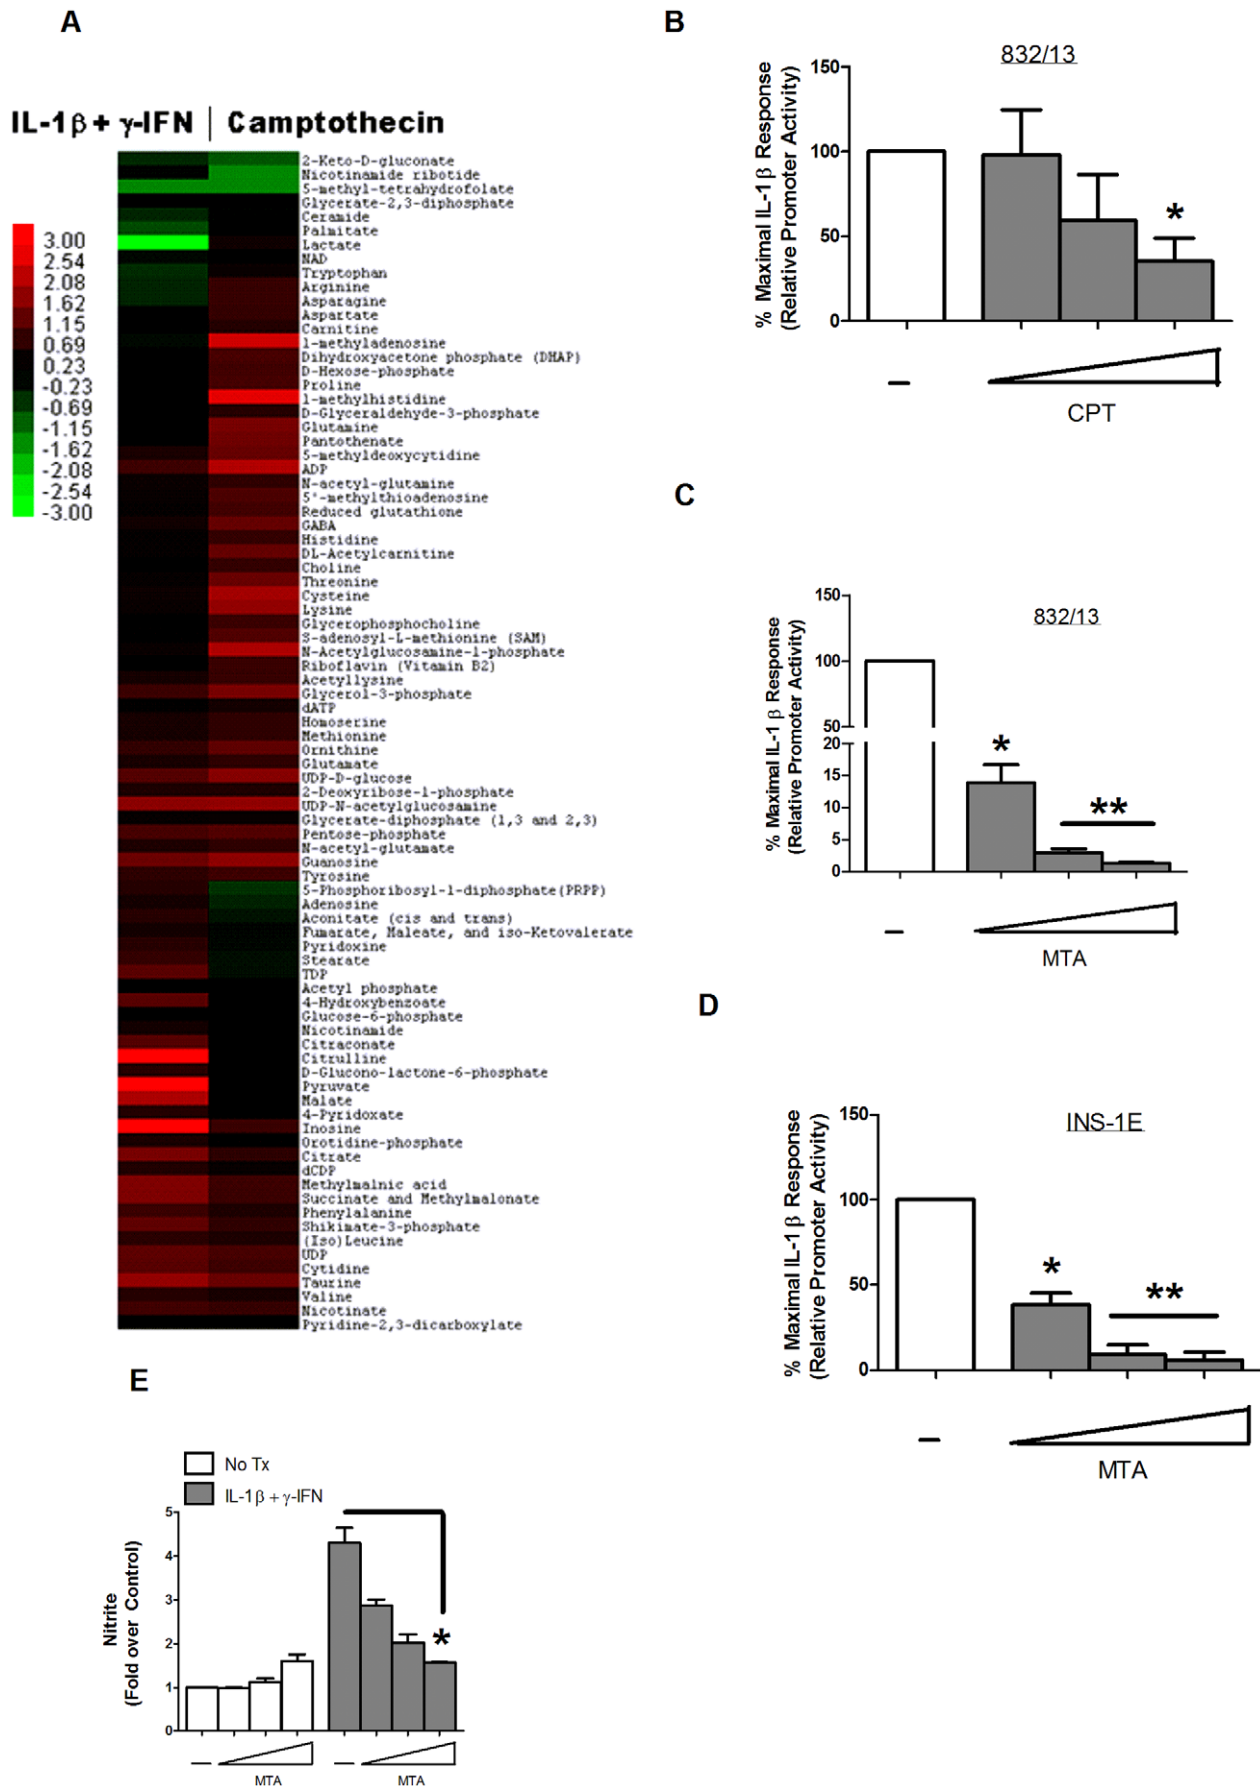 A
IL-1β + γ-IFN | Camptothecin
3.00
2.54
2.08
1.62
1.15
0.69
0.23
-0.23
-0.69
-1.15
-1.62
-2.08
-2.54
-3.00
2-Keto-D-gluconate
Nicotinamide ribotide
5-methyl-tetrahydrofolate
Glycerate-2,3-diphosphate
Ceramide
Palmitate
Lactate
NAD
Tryptophan
Arginine
Asparagine
Aspartate
Carnitine
1-methyladenosine
Dihydroxyacetone phosphate (DHAP)
D-Hexose-phosphate
Proline
1-methylhistidine
D-Glyceraldehyde-3-phosphate
Glutamine
Pantothenate
5-methyldeoxycytidine
ADP
N-acetyl-glutamine
5'-methylthioadenosine
Reduced glutathione
GABA
Histidine
DL-Acetylcarnitine
Choline
Threonine
Cysteine
Lysine
Glycerophosphocholine
S-adenosyl-L-methionine (SAM)
N-Acetylglucosamine-1-phosphate
Riboflavin (Vitamin B2)
Acetyllysine
Glycerol-3-phosphate
dATP
Homoserine
Methionine
Ornithine
Glutamate
UDP-D-glucose
2-Deoxyribose-1-phosphate
UDP-N-acetylglucosamine
Glycerate-diphosphate (1,3 and 2,3)
Pentose-phosphate
N-acetyl-glutamate
Guanosine
Tyrosine
5-Phosphoribosyl-1-diphosphate(PRPP)
Adenosine
Aconitate (cis and trans)
Fumarate, Maleate, and iso-Ketovalerate
Pyridoxine
Stearate
TDP
Acetyl phosphate
4-Hydroxybenzoate
Glucose-6-phosphate
Nicotinamide
Citraconate
Citrulline
D-Glucono-lactone-6-phosphate
Pyruvate
Malate
4-Pyridoxate
Inosine
Orotidine-phosphate
Citrate
dCDP
Methylmalnic acid
Succinate and Methylmalonate
Phenylalanine
Shikimate-3-phosphate
(Iso)Leucine
UDP
Cytidine
Taurine
Valine
Nicotinate
Pyridine-2,3-dicarboxylate
B
832/13
% Maximal IL-1β Response
(Relative Promoter Activity)
150
100
50
0
*
–
CPT
C
832/13
% Maximal IL-1 β Response
(Relative Promoter Activity)
150
100
50
20
15
10
5
0
*
**
–
MTA
D
INS-1E
% Maximal IL-1 β Response
(Relative Promoter Activity)
150
100
50
0
*
**
–
MTA
E
No Tx
IL-1β + γ-IFN
Nitrite
(Fold over Control)
5
4
3
2
1
0
*
– MTA – MTA